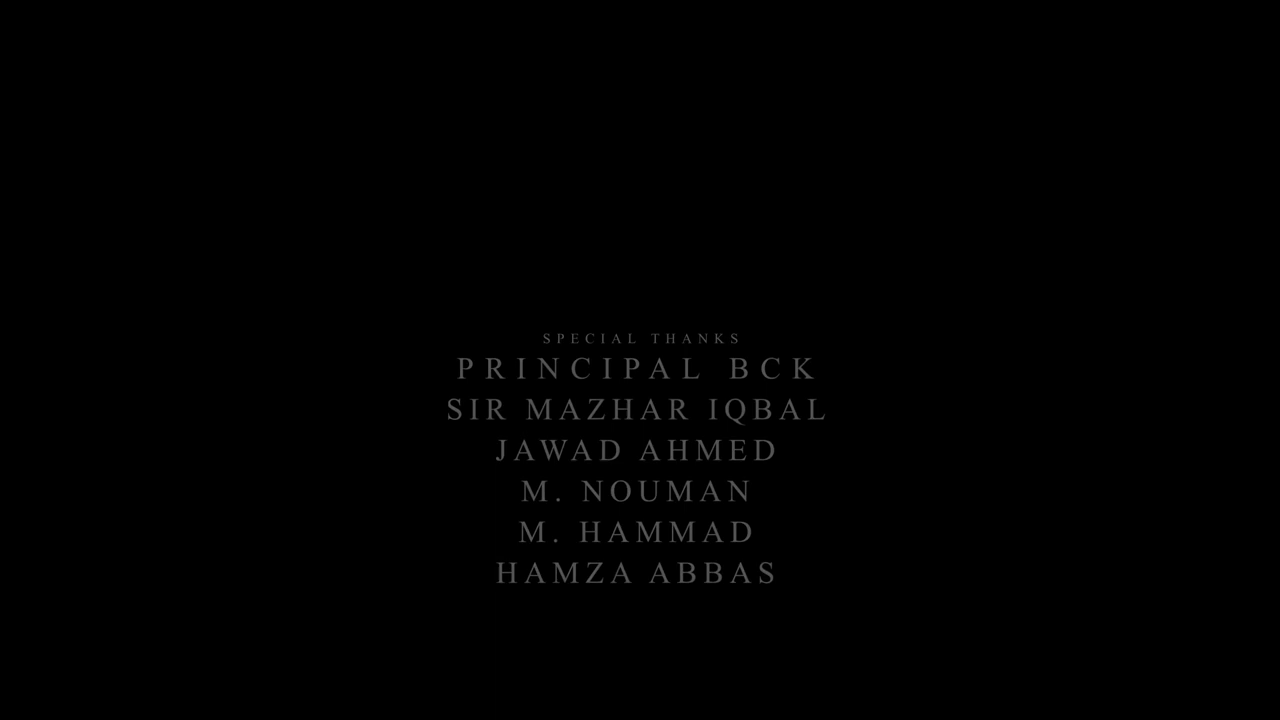 SPECIAL THANKS
PRINCIPAL BCK
SIR MAZHAR IQBAL
JAWAD AHMED
M. NOUMAN
M. HAMMAD
HAMZA ABBAS